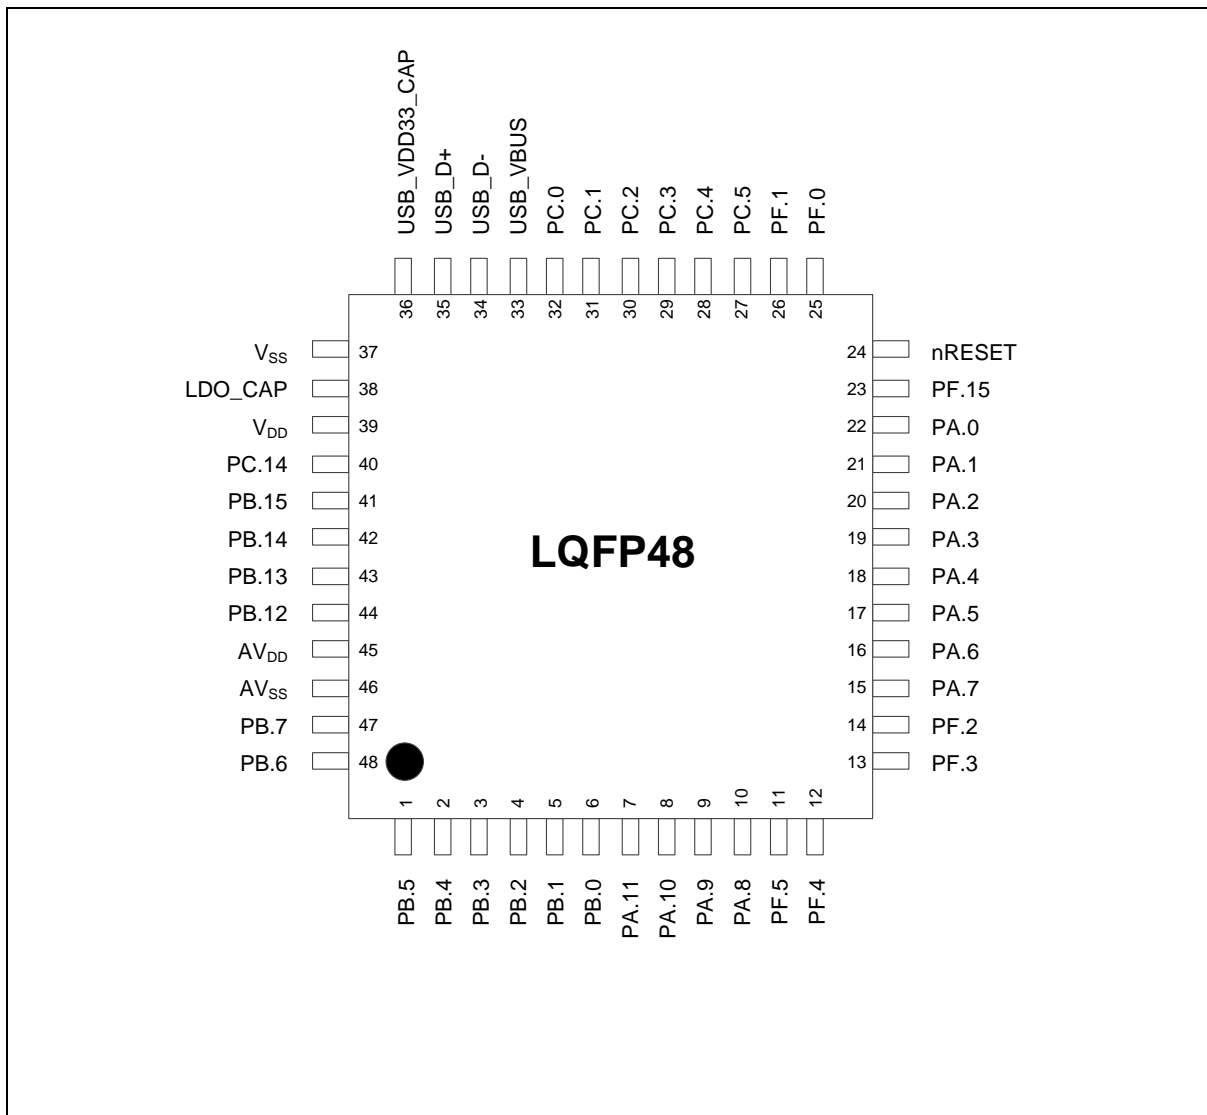 USB_VDD33_CAP
USB_D+
USB_D-
USB_VBUS
PC.0
PC.1
PC.2
PC.3
PC.4
PC.5
PF.1
PF.0
36 35 34 33 32 31 30 29 28 27 26 25
VSS 37 24 nRESET
LDO_CAP 38 23 PF.15
VDD 39 22 PA.0
PC.14 40 21 PA.1
PB.15 41 20 PA.2
PB.14 42 19 PA.3
LQFP48
PB.13 43 18 PA.4
PB.12 44 17 PA.5
AVDD 45 16 PA.6
AVSS 46 15 PA.7
PB.7 47 14 PF.2
PB.6 48 13 PF.3
1 2 3 4 5 6 7 8 9 10 11 12
PB.5
PB.4
PB.3
PB.2
PB.1
PB.0
PA.11
PA.10
PA.9
PA.8
PF.5
PF.4